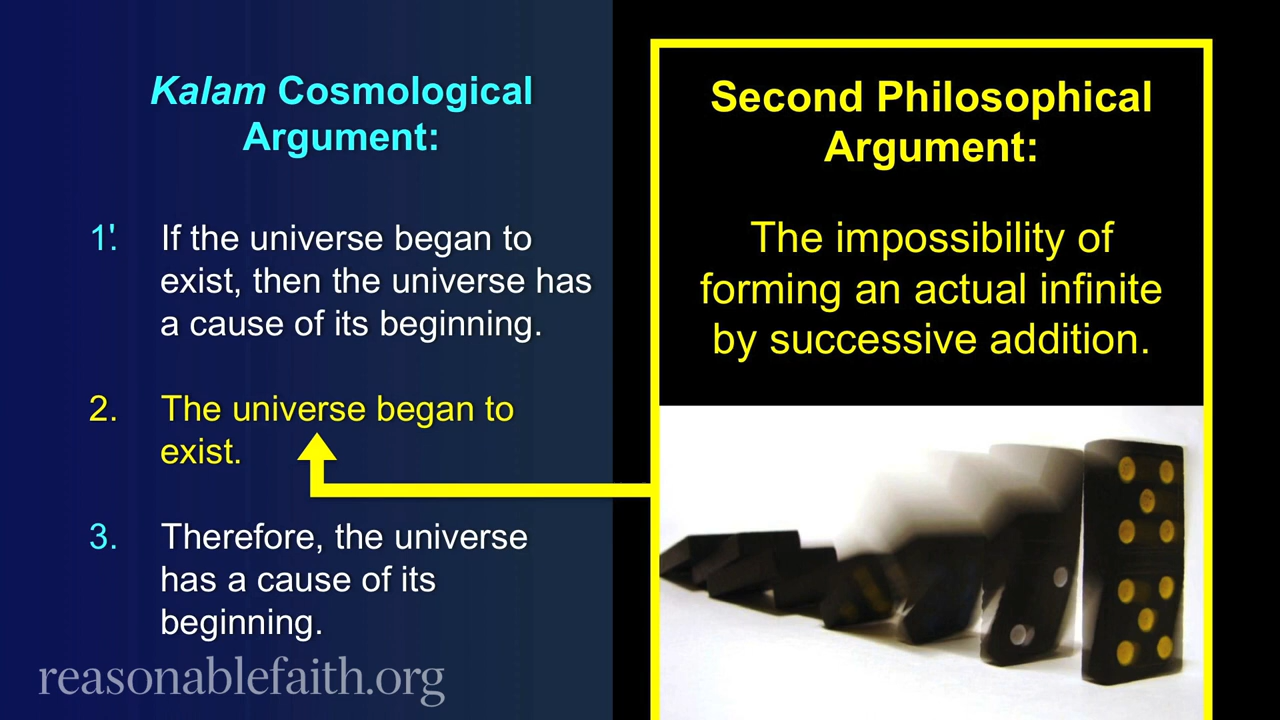 Kalam Cosmological
Argument:
1'. If the universe began to
exist, then the universe has
a cause of its beginning.
2. The universe began to
exist.
3. Therefore, the universe
has a cause of its
beginning.
reasonablefaith.org
Second Philosophical
Argument:
The impossibility of
forming an actual infinite
by successive addition.